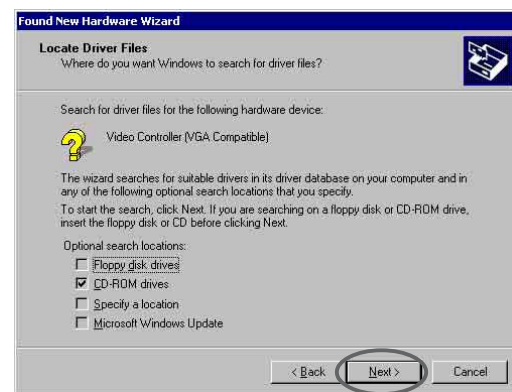 Found New Hardware Wizard
Locate Driver Files
Where do you want Windows to search for driver files?
Search for driver files for the following hardware device:
Video Controller (VGA Compatible)
The wizard searches for suitable drivers in its driver database on your computer and in
any of the following optional search locations that you specify.
To start the search, click Next. If you are searching on a floppy disk or CD-ROM drive,
insert the floppy disk or CD before clicking Next.
Optional search locations:
Floppy disk drives
CD-ROM drives
Specify a location
Microsoft Windows Update
< Back Next > Cancel